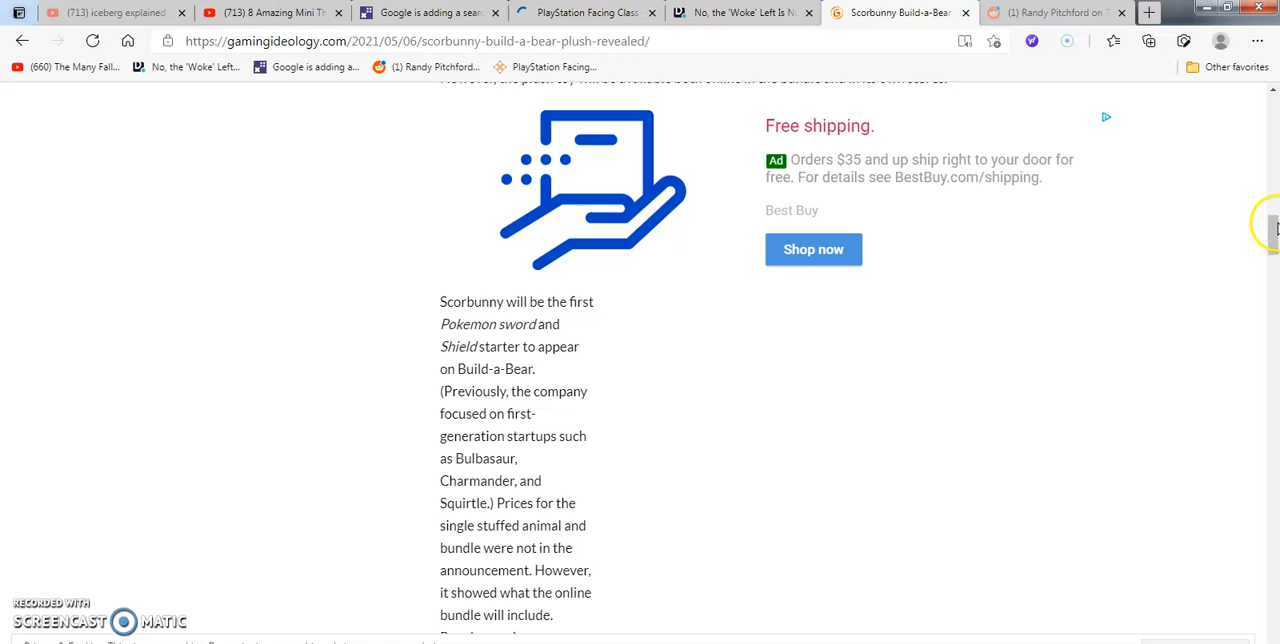 (713) iceberg explained
(713) 8 Amazing Mini Th
Google is adding a sear
PlayStation Facing Class
No, the 'Woke' Left Is N
Scorbunny Build-a-Bear
(1) Randy Pitchford on T
https://gamingideology.com/2021/05/06/scorbunny-build-a-bear-plush-revealed/
(660) The Many Fall...
No, the 'Woke' Left...
Google is adding a...
(1) Randy Pitchford...
PlayStation Facing...
Other favorites
Free shipping.
Ad Orders $35 and up ship right to your door for
free. For details see BestBuy.com/shipping.
Best Buy
Shop now
Scorbunny will be the first
Pokemon sword and
Shield starter to appear
on Build-a-Bear.
(Previously, the company
focused on first-
generation startups such
as Bulbasaur,
Charmander, and
Squirtle.) Prices for the
single stuffed animal and
bundle were not in the
announcement. However,
it showed what the online
bundle will include.
RECORDED WITH
SCREENCAST MATIC